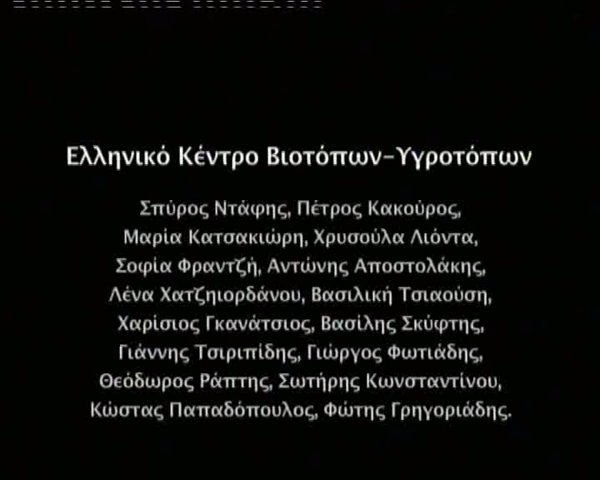 Ελληνικό Κέντρο Βιοτόπων-Υγροτόπων
Σπύρος Ντάφης, Πέτρος Κακούρος,
Μαρία Κατσακιώρη, Χρυσούλα Λιόντα,
Σοφία Φραντζή, Αντώνης Αποστολάκης,
Λένα Χατζηιορδάνου, Βασιλική Τσιαούση,
Χαρίσιος Γκανάτσιος, Βασίλης Σκύφτης,
Γιάννης Τσιριπίδης, Γιώργος Φωτιάδης,
Θεόδωρος Ράπτης, Σωτήρης Κωνσταντίνου,
Κώστας Παπαδόπουλος, Φώτης Γρηγοριάδης.